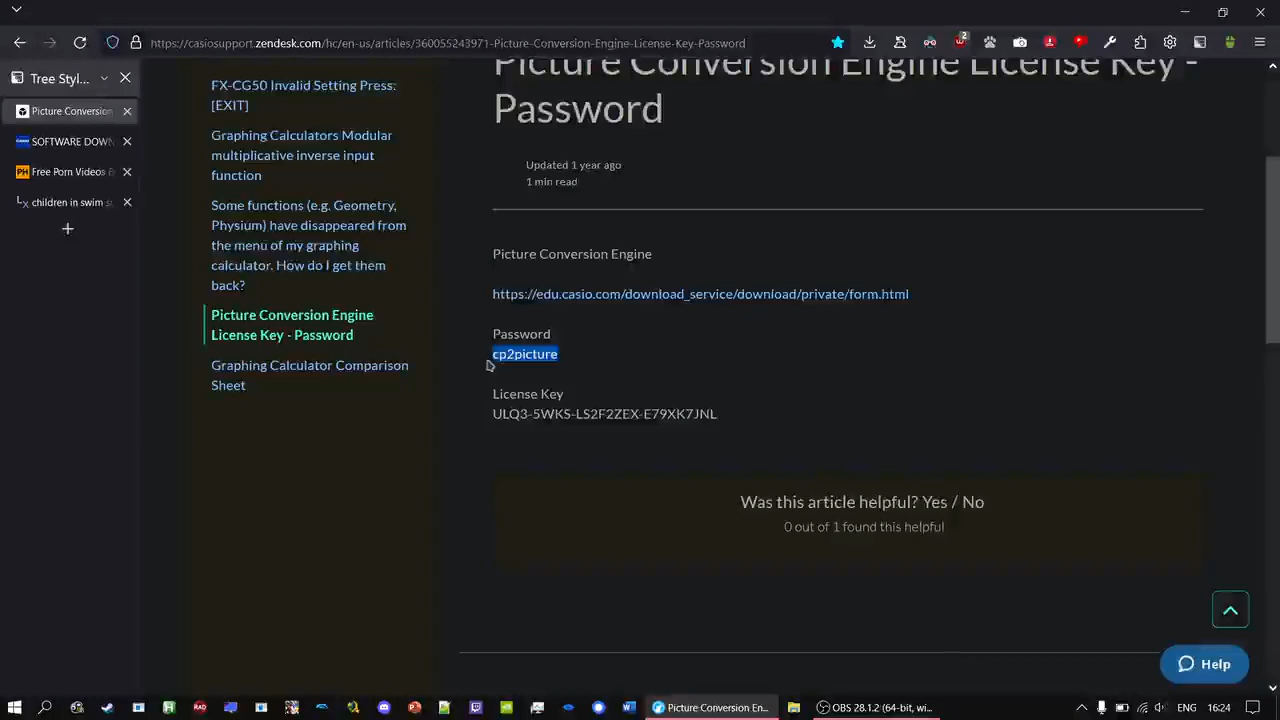 https://casiosupport.zendesk.com/hc/en-us/articles/360055243971-Picture-Conversion-Engine-License-Key-Password
2
Tree Styl...
Picture Conversion
SOFTWARE DOWN
Free Porn Videos &
children in swim s
FX-CG50 Invalid Setting Press:
[EXIT]
Graphing Calculators Modular
multiplicative inverse input
function
Some functions (e.g. Geometry,
Physium) have disappeared from
the menu of my graphing
calculator. How do I get them
back?
Picture Conversion Engine
License Key - Password
Graphing Calculator Comparison
Sheet
Picture Conversion Engine License Key -
Password
Updated 1 year ago
1 min read
Picture Conversion Engine
https://edu.casio.com/download_service/download/private/form.html
Password
cp2picture
License Key
ULQ3-5WKS-LS2F2ZEX-E79XK7JNL
Was this article helpful? Yes / No
0 out of 1 found this helpful
Help
Picture Conversion En...
OBS 28.1.2 (64-bit, wi...
ENG
16:24